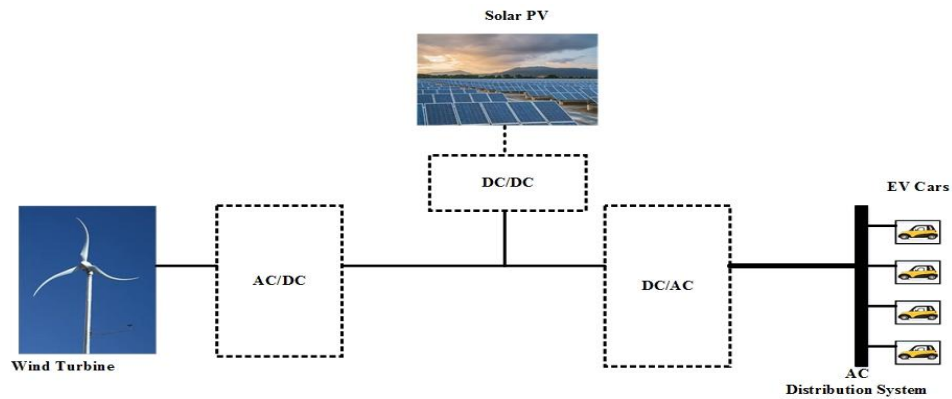 Solar PV
DC/DC
EV Cars
AC/DC
DC/AC
Wind Turbine
AC
Distribution System